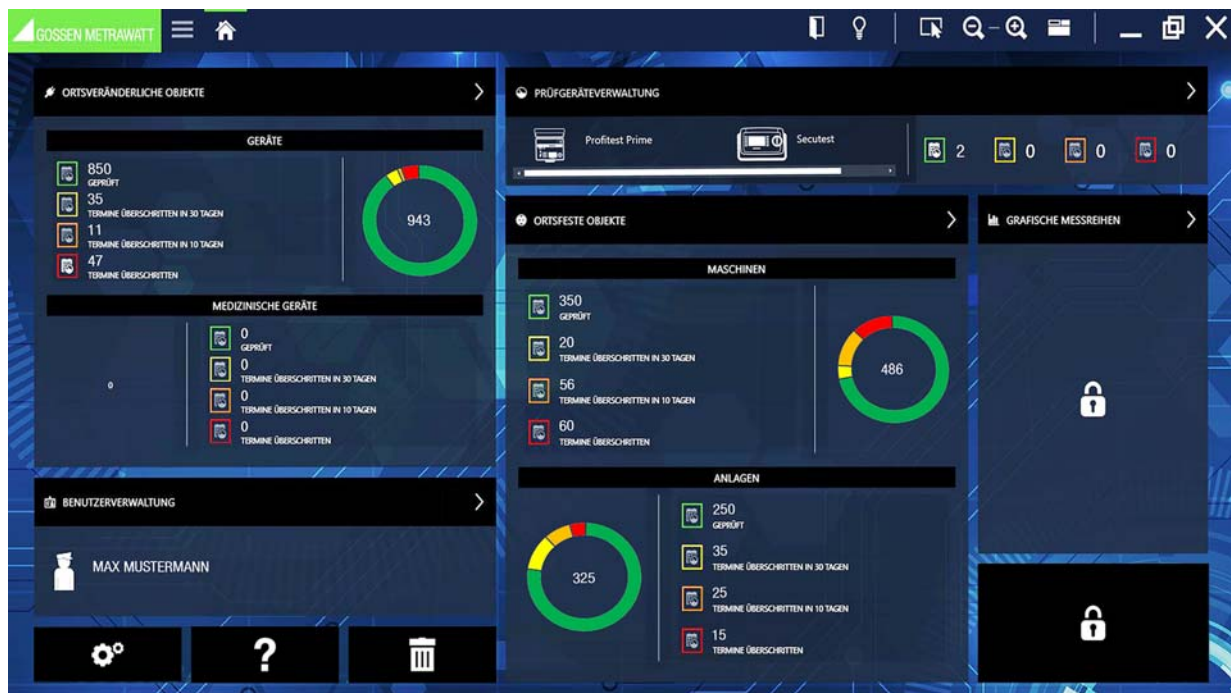 GOSSEN METRAWATT
ORTSVERÄNDERLICHE OBJEKTE
GERÄTE
850
GEPRÜFT
35
TERMINE ÜBERSCHRITTEN IN 30 TAGEN
11
TERMINE ÜBERSCHRITTEN IN 10 TAGEN
47
TERMINE ÜBERSCHRITTEN
943
MEDIZINISCHE GERÄTE
0
0
GEPRÜFT
0
TERMINE ÜBERSCHRITTEN IN 30 TAGEN
0
TERMINE ÜBERSCHRITTEN IN 10 TAGEN
0
TERMINE ÜBERSCHRITTEN
BENUTZERVERWALTUNG
MAX MUSTERMANN
?
PRÜFGERÄTEVERWALTUNG
Profitest Prime
Secutest
2
0
0
0
ORTSFESTE OBJEKTE
MASCHINEN
350
GEPRÜFT
20
TERMINE ÜBERSCHRITTEN IN 30 TAGEN
56
TERMINE ÜBERSCHRITTEN IN 10 TAGEN
60
TERMINE ÜBERSCHRITTEN
486
ANLAGEN
325
250
GEPRÜFT
35
TERMINE ÜBERSCHRITTEN IN 30 TAGEN
25
TERMINE ÜBERSCHRITTEN IN 10 TAGEN
15
TERMINE ÜBERSCHRITTEN
GRAFISCHE MESSREIHEN